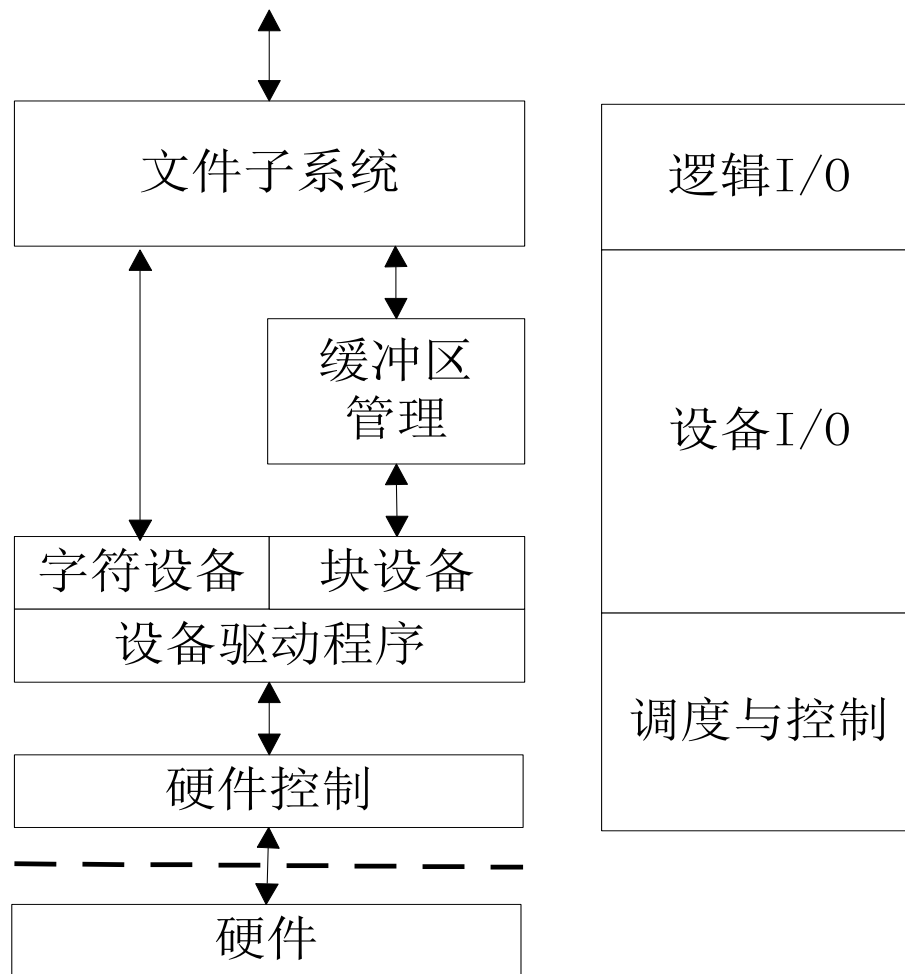 文件子系统
逻辑I/O
缓冲区
管理
设备I/O
字符设备
块设备
设备驱动程序
调度与控制
硬件控制
硬件